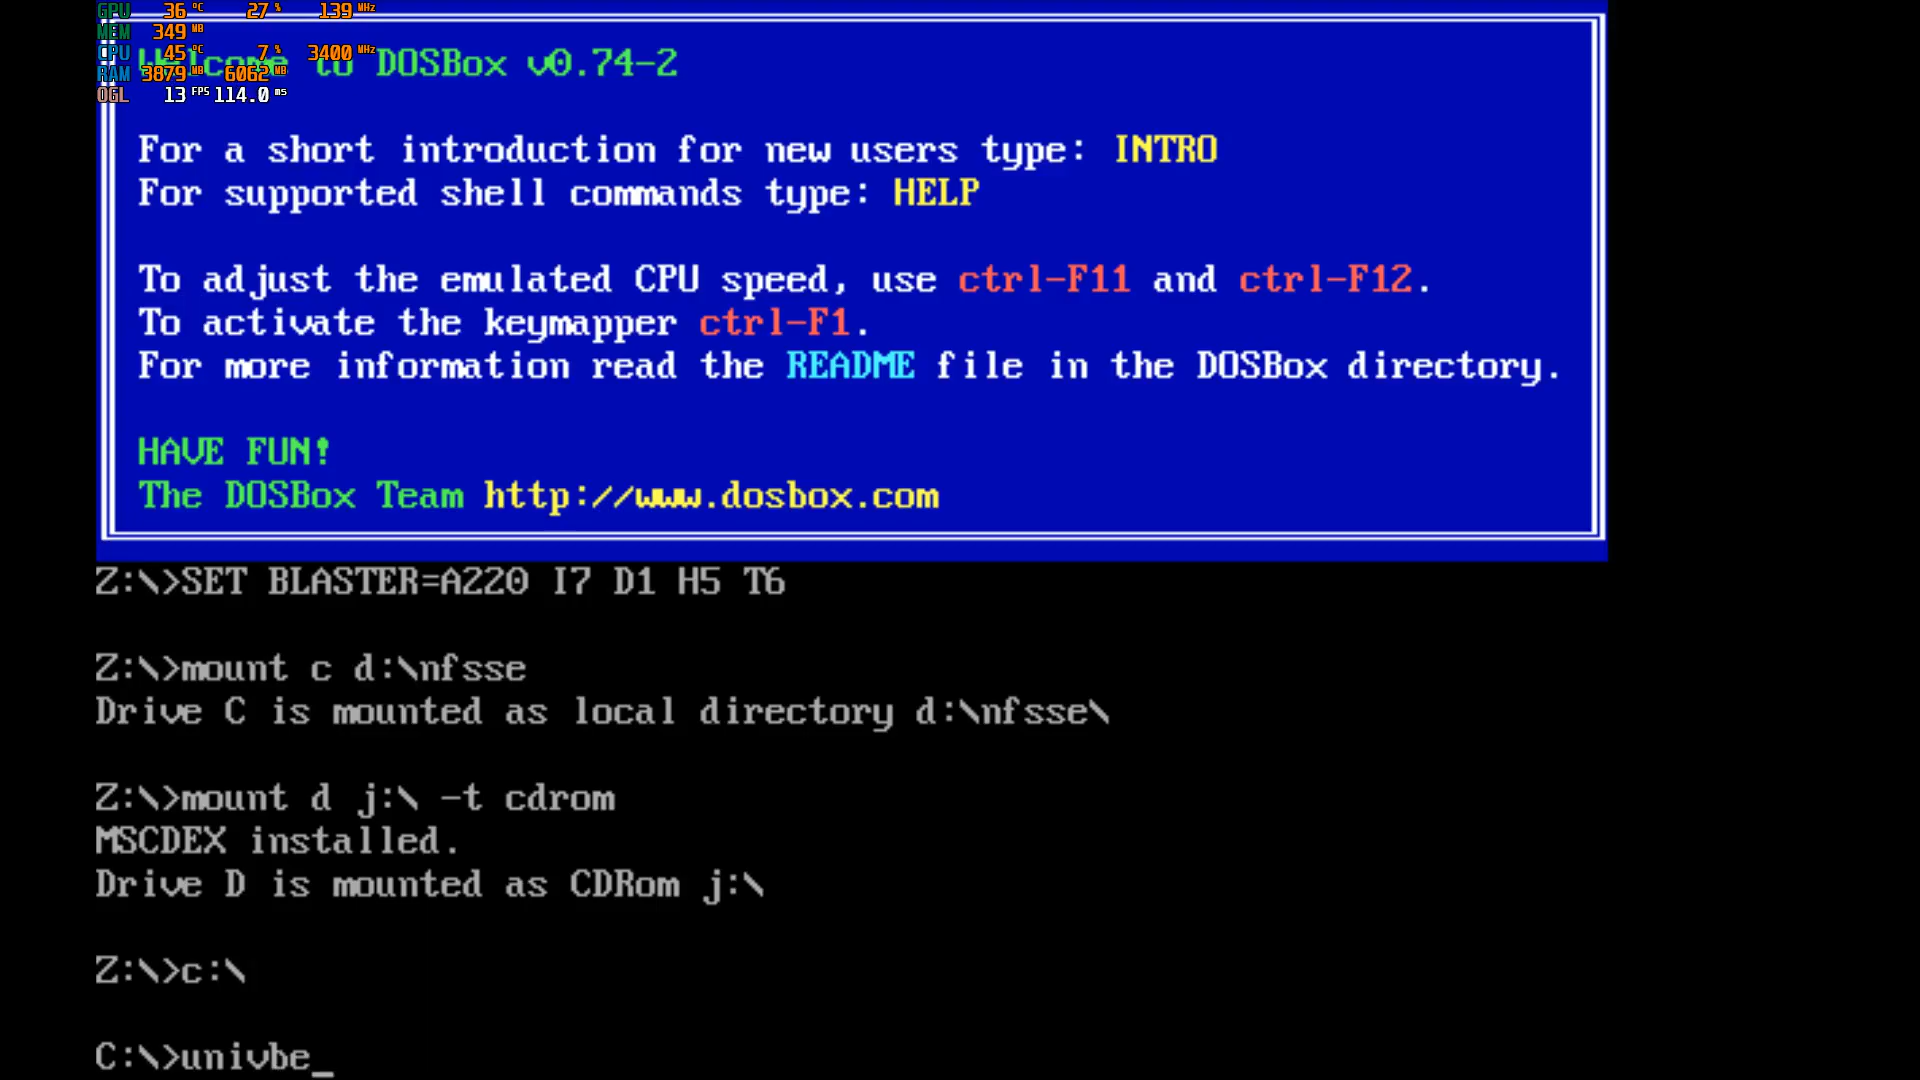 GPU 36 °C 27 % 139 MHz
MEM 349 MB
CPU 45 °C 7 % 3400 MHz
RAM 3879 MB 6062 MB
OGL 13 FPS 114.0 ms
Welcome to DOSBox v0.74-2
For a short introduction for new users type: INTRO
For supported shell commands type: HELP
To adjust the emulated CPU speed, use ctrl-F11 and ctrl-F12.
To activate the keymapper ctrl-F1.
For more information read the README file in the DOSBox directory.
HAVE FUN!
The DOSBox Team http://www.dosbox.com
Z:\>SET BLASTER=A220 I7 D1 H5 T6
Z:\>mount c d:\nfsse
Drive C is mounted as local directory d:\nfsse\
Z:\>mount d j:\ -t cdrom
MSCDEX installed.
Drive D is mounted as CDRom j:\
Z:\>c:\
C:\>univbe_